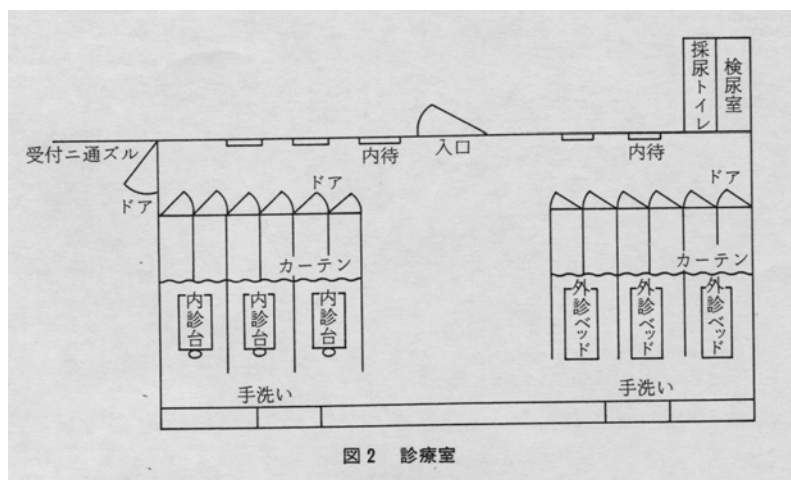 採尿トイレ
検尿室
受付ニ通ズル
内待
入口
内待
ドア
ドア
ドア
カーテン
カーテン
内診台
内診台
内診台
外診ベッド
外診ベッド
外診ベッド
手洗い
手洗い
図2 診療室